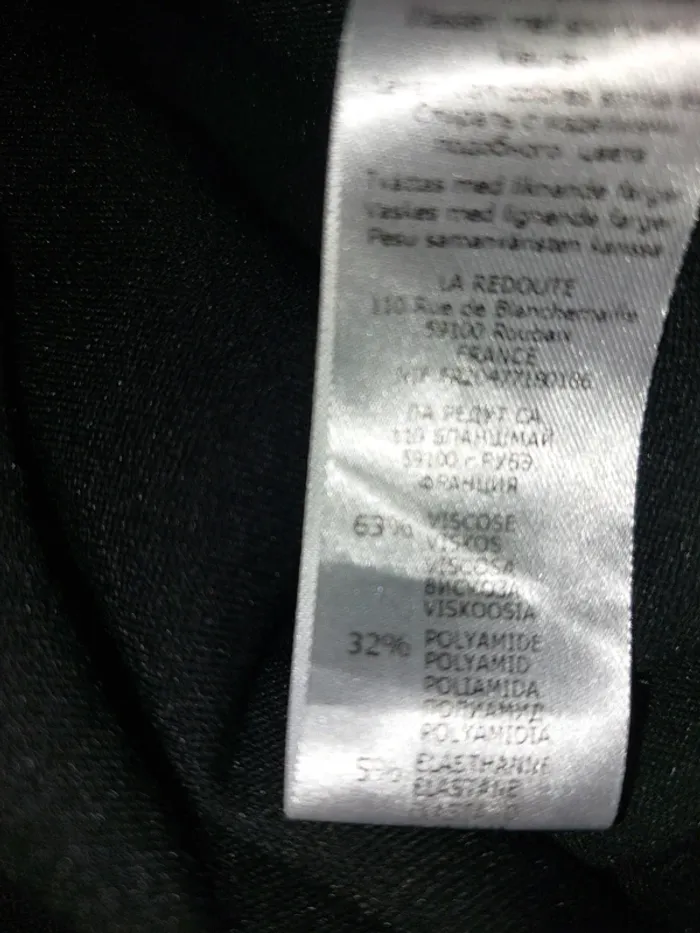 Стирать с
подобного цвета
Tvättas med liknande färger
Vaskes med lignende farger
Pesu samanväristen kanssa
LA REDOUTE
110 Rue de Blanchemaille
59100 Roubaix
FRANCE
ЛА РЕДУТ СА
110 БЛАНШМАЙ
59100 г РУБЭ
ФРАНЦИЯ
63% VISCOSE
VISKOS
VISCOSA
ВИСКОЗА
VISKOOSIA
32% POLYAMIDE
POLYAMID
POLIAMIDA
ПОЛИАМИД
POLYAMIDIA
5% ELASTHANNE
ELASTANE